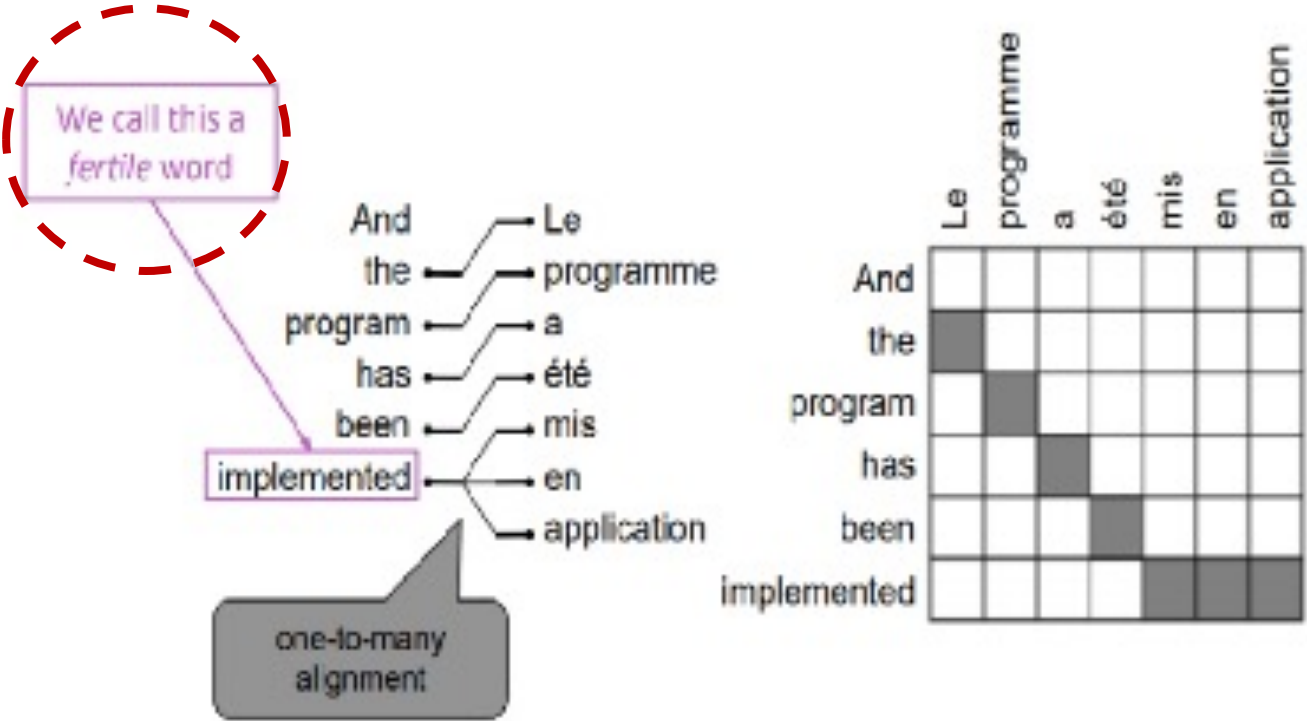 We call this a
fertile word
And
the
program
has
been
implemented
Le
programme
a
été
mis
en
application
one-to-many
alignment
Le
programme
a
été
mis
en
application
And
the
program
has
been
implemented